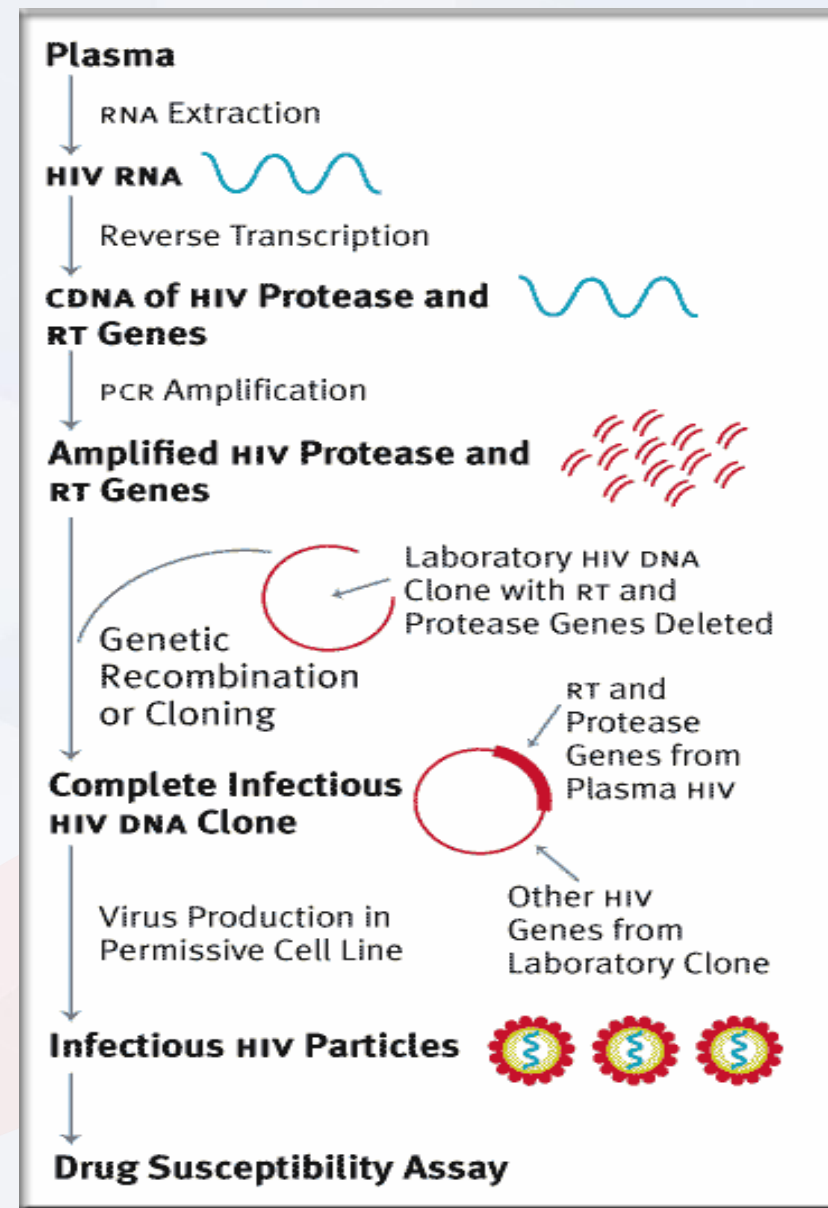 Plasma
RNA Extraction
HIV RNA
Reverse Transcription
CDNA of HIV Protease and
RT Genes
PCR Amplification
Amplified HIV Protease and
RT Genes
Laboratory HIV DNA
Clone with RT and
Protease Genes Deleted
Genetic
Recombination
or Cloning
RT and
Protease
Genes from
Plasma HIV
Complete Infectious
HIV DNA Clone
Other HIV
Genes from
Laboratory Clone
Virus Production in
Permissive Cell Line
Infectious HIV Particles
Drug Susceptibility Assay